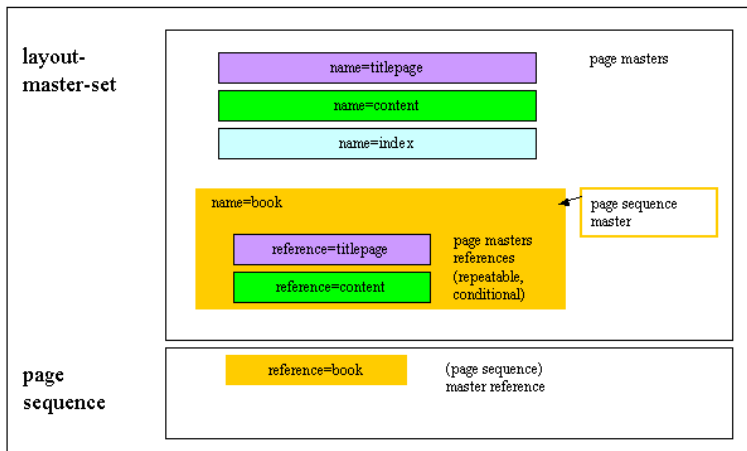 layout-
master-set
name=titlepage
page masters
name=content
name=index
name=book
page sequence
master
reference=titlepage
page masters
references
(repeatable,
conditional)
reference=content
page
sequence
reference=book
(page sequence)
master reference